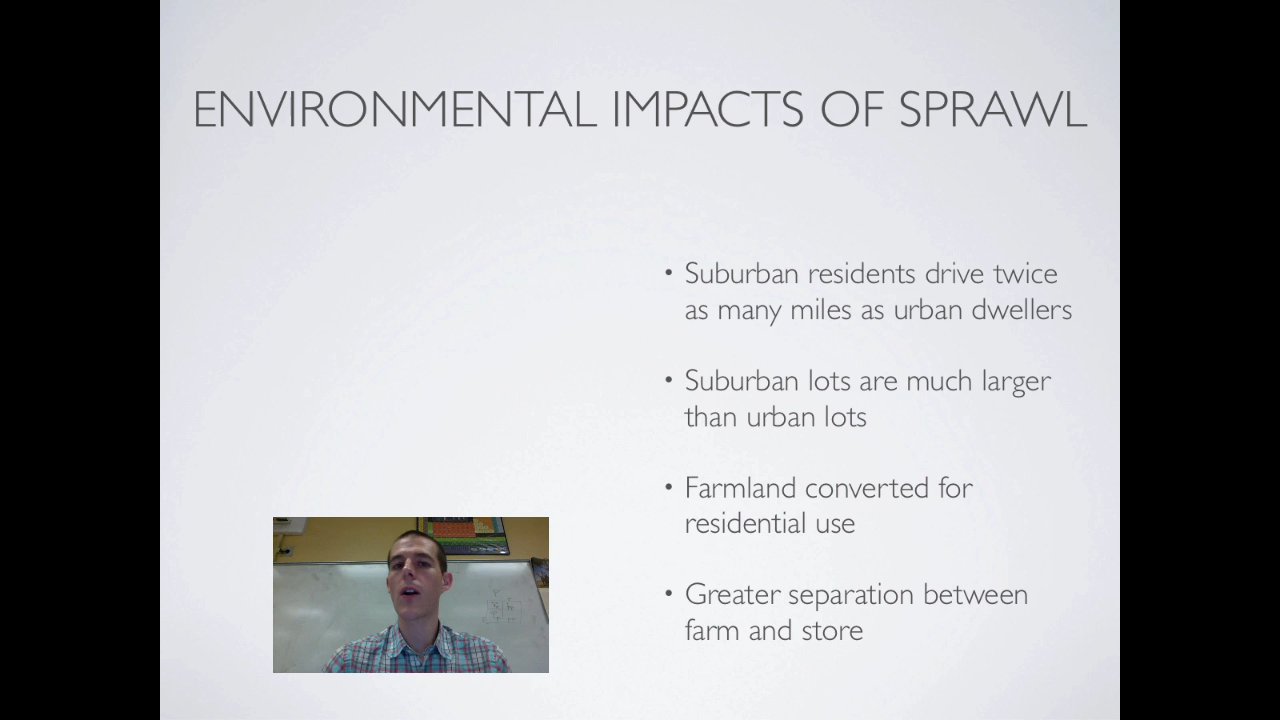 ENVIRONMENTAL IMPACTS OF SPRAWL
• Suburban residents drive twice
as many miles as urban dwellers
• Suburban lots are much larger
than urban lots
• Farmland converted for
residential use
• Greater separation between
farm and store